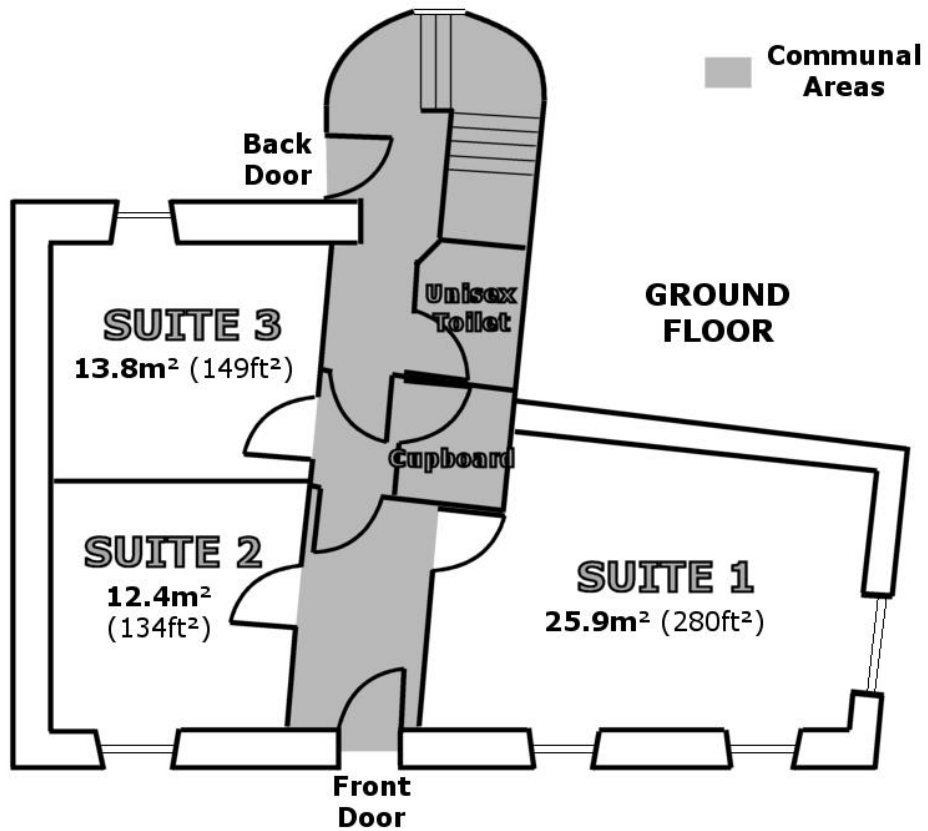 Communal
Areas
Back
Door
Unisex
Toilet
GROUND
FLOOR
SUITE 3
13.8m² (149ft²)
Cupboard
SUITE 2
12.4m²
(134ft²)
SUITE 1
25.9m² (280ft²)
Front
Door